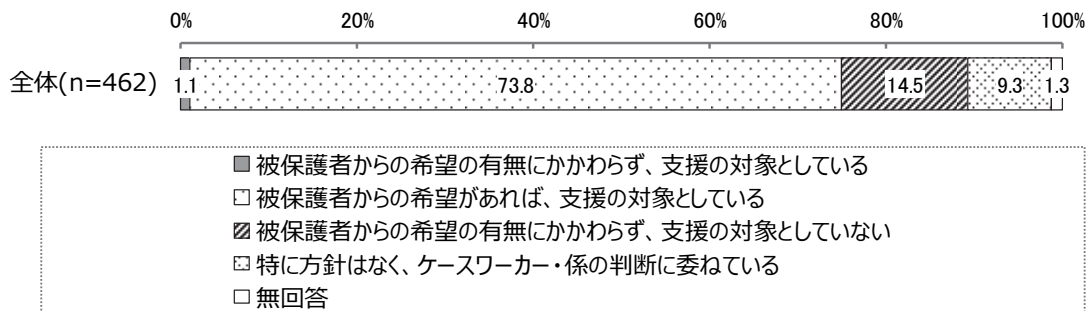 0% 20% 40% 60% 80% 100%
全体(n=462) 1.1 73.8 14.5 9.3 1.3
被保護者からの希望の有無にかかわらず、支援の対象としている
被保護者からの希望があれば、支援の対象としている
被保護者からの希望の有無にかかわらず、支援の対象としていない
特に方針はなく、ケースワーカー・係の判断に委ねている
無回答